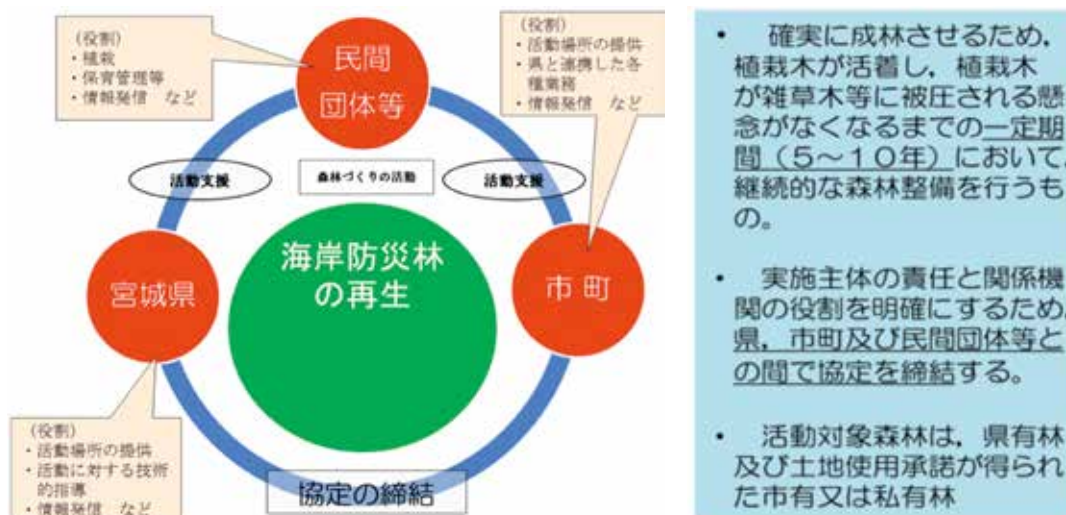 (役割)
・植栽
・保育管理等
・情報発信 など
民間
団体等
(役割)
・活動場所の提供
・県と連携した各
種業務
・情報発信 など
活動支援
森林づくりの活動
活動支援
海岸防災林
の再生
宮城県
市町
(役割)
・活動場所の提供
・活動に対する技術
的指導
・情報発信 など
協定の締結
・ 確実に成林させるため，
植栽木が活着し，植栽木
が雑草木等に被圧される懸
念がなくなるまでの一定期
間（５～１０年）において，
継続的な森林整備を行うも
の。
・ 実施主体の責任と関係機
関の役割を明確にするため，
県，市町及び民間団体等と
の間で協定を締結する。
・ 活動対象森林は，県有林
及び土地使用承諾が得られ
た市有又は私有林